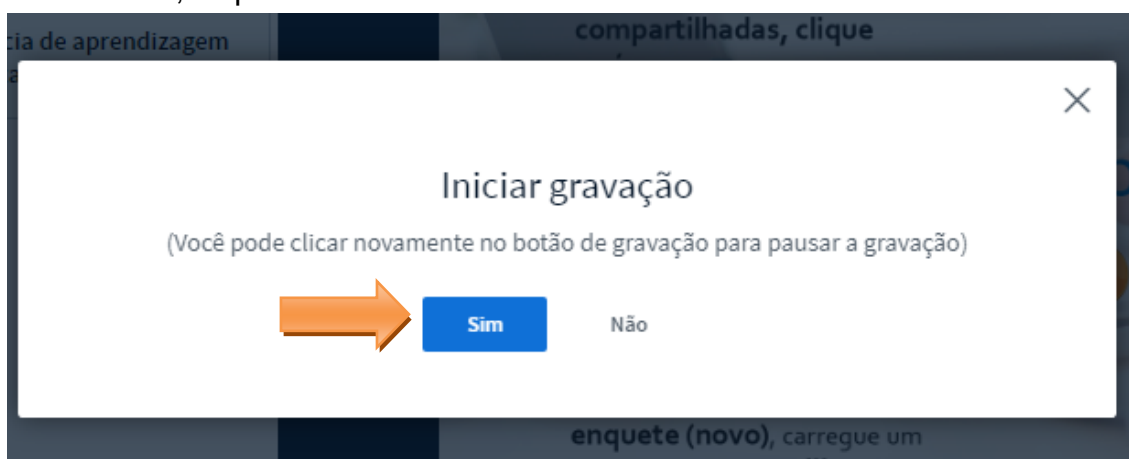 cia de aprendizagem
compartilhadas, clique
Iniciar gravação
(Você pode clicar novamente no botão de gravação para pausar a gravação)
Sim
Não
enquete (novo), carregue um